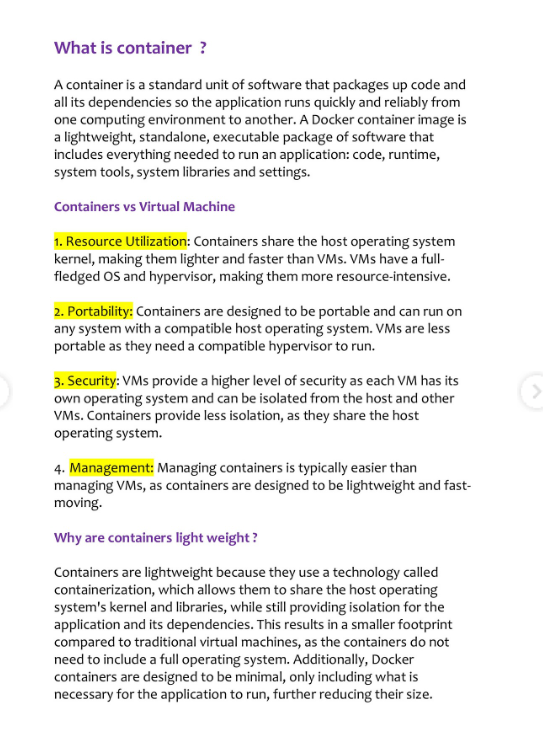 What is container ?
A container is a standard unit of software that packages up code and
all its dependencies so the application runs quickly and reliably from
one computing environment to another. A Docker container image is
a lightweight, standalone, executable package of software that
includes everything needed to run an application: code, runtime,
system tools, system libraries and settings.
Containers vs Virtual Machine
1. Resource Utilization: Containers share the host operating system
kernel, making them lighter and faster than VMs. VMs have a full-
fledged OS and hypervisor, making them more resource-intensive.
2. Portability: Containers are designed to be portable and can run on
any system with a compatible host operating system. VMs are less
portable as they need a compatible hypervisor to run.
3. Security: VMs provide a higher level of security as each VM has its
own operating system and can be isolated from the host and other
VMs. Containers provide less isolation, as they share the host
operating system.
4. Management: Managing containers is typically easier than
managing VMs, as containers are designed to be lightweight and fast-
moving.
Why are containers light weight ?
Containers are lightweight because they use a technology called
containerization, which allows them to share the host operating
system's kernel and libraries, while still providing isolation for the
application and its dependencies. This results in a smaller footprint
compared to traditional virtual machines, as the containers do not
need to include a full operating system. Additionally, Docker
containers are designed to be minimal, only including what is
necessary for the application to run, further reducing their size.